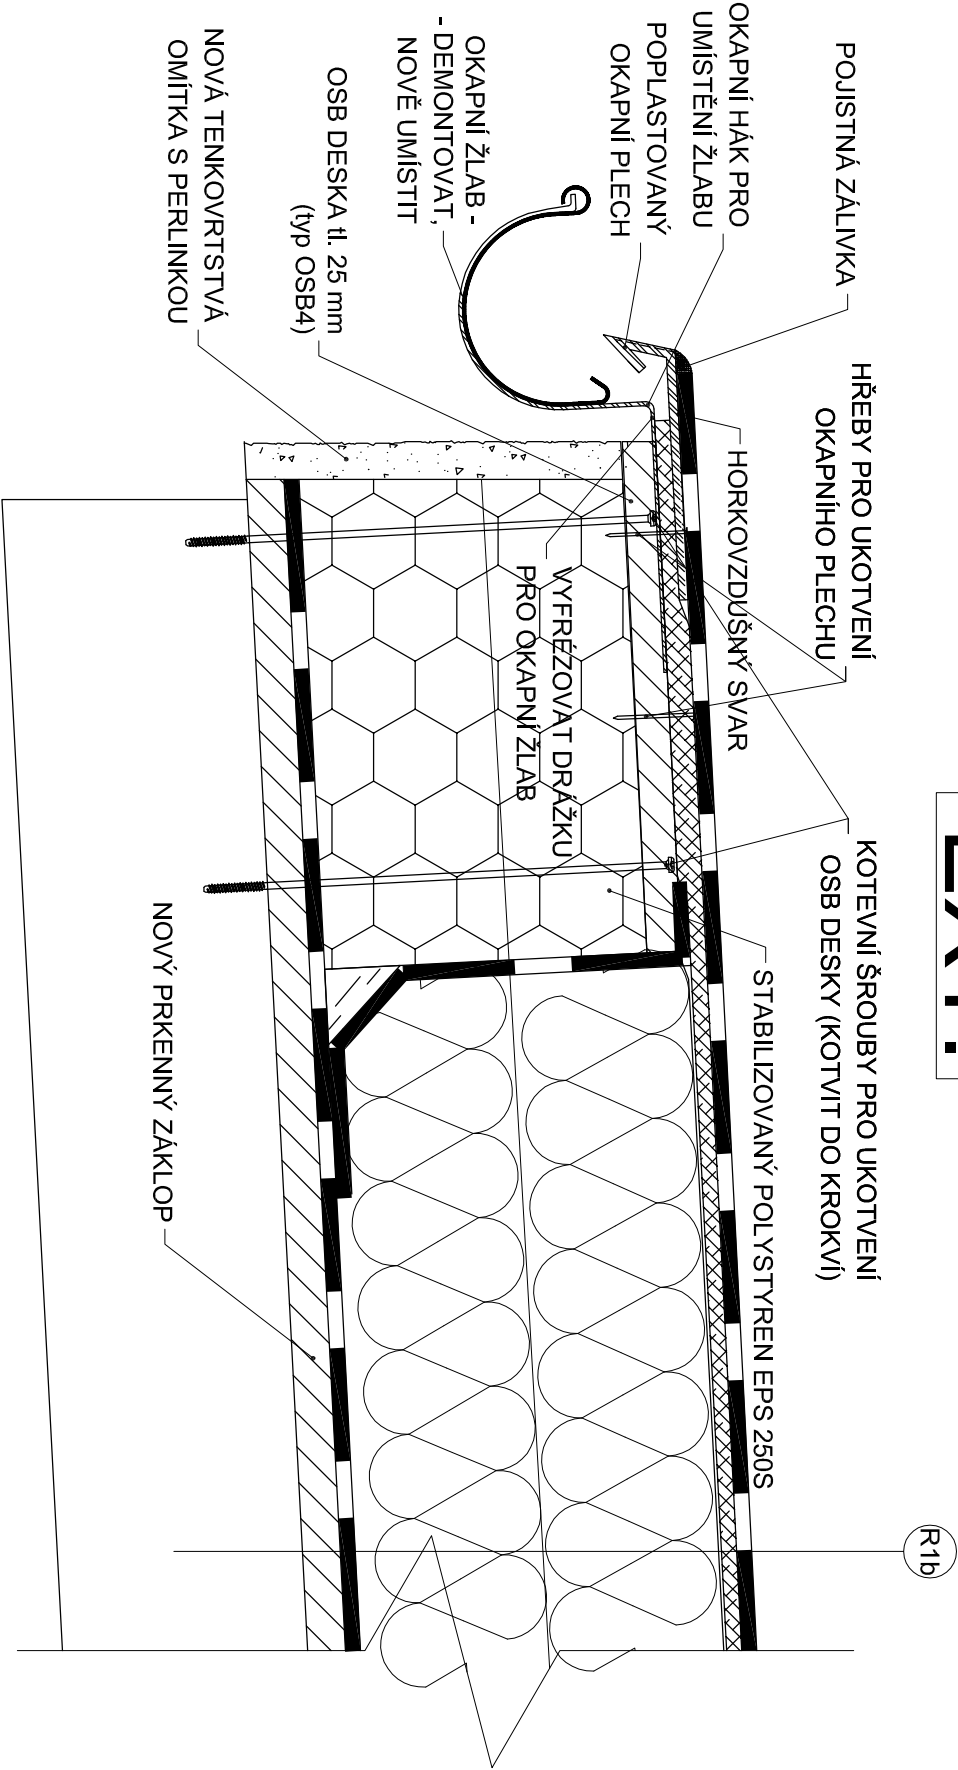 POJISTNÁ ZÁLIVKA
OKAPNÍ HÁK PRO
UMÍSTĚNÍ ŽLABU
POPLASTOVANÝ
OKAPNÍ PLECH
OKAPNÍ ŽLAB -
- DEMONTOVAT,
NOVĚ UMÍSTIT
OSB DESKA tl. 25 mm
(typ OSB4)
NOVÁ TENKOVRTSTVÁ
OMÍTKA S PERLINKOU
HŘEBY PRO UKOTVENÍ
OKAPNÍHO PLECHU
HORKOVZDUŠNÝ SVAR
VYFRÉZOVAT DRÁŽKU
PRO OKAPNÍ ŽLAB
KOTEVNÍ ŠROUBY PRO UKOTVENÍ
OSB DESKY (KOTVIT DO KROKVÍ)
STABILIZOVANÝ POLYSTYREN EPS 250S
NOVÝ PRKENNÝ ZÁKLOP
R1b